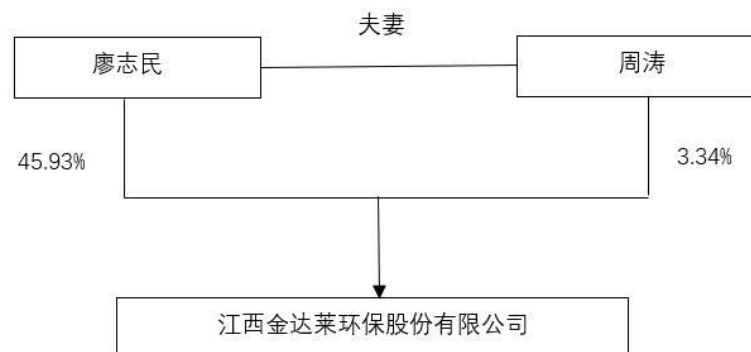 夫妻
廖志民
周涛
45.93%
3.34%
江西金达莱环保股份有限公司